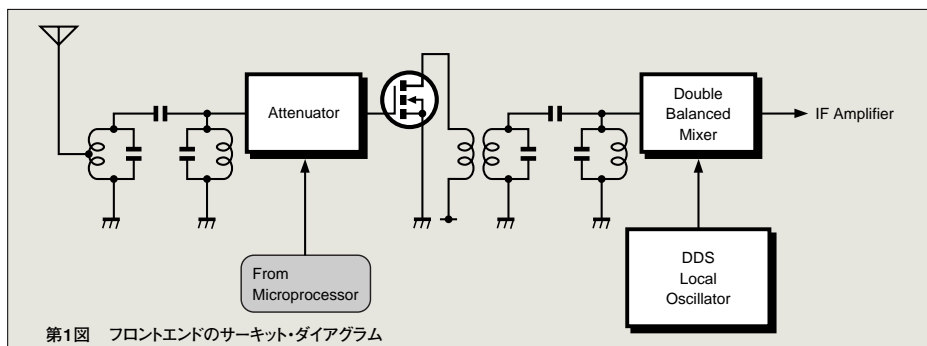 Attenuator
Double
Balanced
Mixer
IF Amplifier
From
Microprocessor
DDS
Local
Oscillator
第1図 フロントエンドのサーキット・ダイアグラム